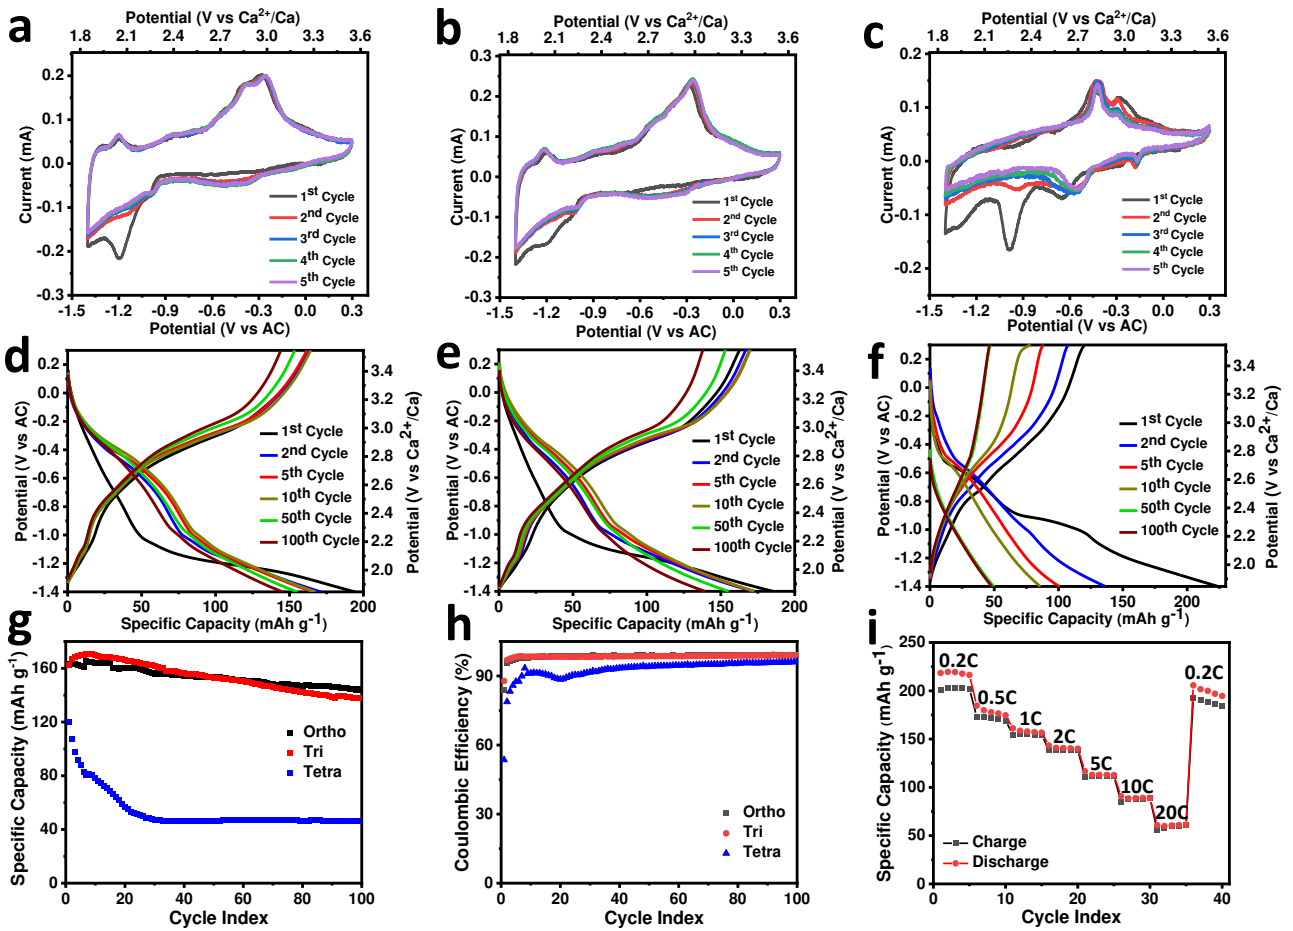 a
Potential (V vs Ca2+/Ca)
1.8 2.1 2.4 2.7 3.0 3.3 3.6
0.2
0.1
0.0
-0.1
-0.2
-0.3
Current (mA)
1st Cycle
2nd Cycle
3rd Cycle
4th Cycle
5th Cycle
-1.5 -1.2 -0.9 -0.6 -0.3 0.0 0.3
Potential (V vs AC)
b
Potential (V vs Ca2+/Ca)
1.8 2.1 2.4 2.7 3.0 3.3 3.6
0.3
0.2
0.1
0.0
-0.1
-0.2
-0.3
Current (mA)
1st Cycle
2nd Cycle
3rd Cycle
4th Cycle
5th Cycle
-1.5 -1.2 -0.9 -0.6 -0.3 0.0 0.3
Potential (V vs AC)
c
Potential (V vs Ca2+/Ca)
1.8 2.1 2.4 2.7 3.0 3.3 3.6
0.2
0.1
0.0
-0.1
-0.2
Current (mA)
1st Cycle
2nd Cycle
3rd Cycle
4th Cycle
5th Cycle
-1.5 -1.2 -0.9 -0.6 -0.3 0.0 0.3
Potential (V vs AC)
d
0.2
0.0
-0.2
-0.4
-0.6
-0.8
-1.0
-1.2
-1.4
Potential (V vs AC)
1st Cycle
2nd Cycle
5th Cycle
10th Cycle
50th Cycle
100th Cycle
3.4
3.2
3.0
2.8
2.6
2.4
2.2
2.0
Potential (V vs Ca2+/Ca)
0 50 100 150 200
Specific Capacity (mAh g-1)
e
0.2
0.0
-0.2
-0.4
-0.6
-0.8
-1.0
-1.2
-1.4
Potential (V vs AC)
1st Cycle
2nd Cycle
5th Cycle
10th Cycle
50th Cycle
100th Cycle
3.4
3.2
3.0
2.8
2.6
2.4
2.2
2.0
Potential (V vs Ca2+/Ca)
0 50 100 150 200
Specific Capacity (mAh g-1)
f
0.2
0.0
-0.2
-0.4
-0.6
-0.8
-1.0
-1.2
-1.4
Potential (V vs AC)
1st Cycle
2nd Cycle
5th Cycle
10th Cycle
50th Cycle
100th Cycle
3.4
3.2
3.0
2.8
2.6
2.4
2.2
2.0
Potential (V vs Ca2+/Ca)
0 50 100 150 200
Specific Capacity (mAh g-1)
g
160
120
80
40
0
Specific Capacity (mAh g-1)
Ortho
Tri
Tetra
0 20 40 60 80 100
Cycle Index
h
90
60
30
0
Coulombic Efficiency (%)
Ortho
Tri
Tetra
0 20 40 60 80 100
Cycle Index
i
250
200
150
100
50
0
Specific Capacity (mAh g-1)
0.2C
0.5C
1C
2C
5C
10C
20C
0.2C
Charge
Discharge
0 10 20 30 40
Cycle Index